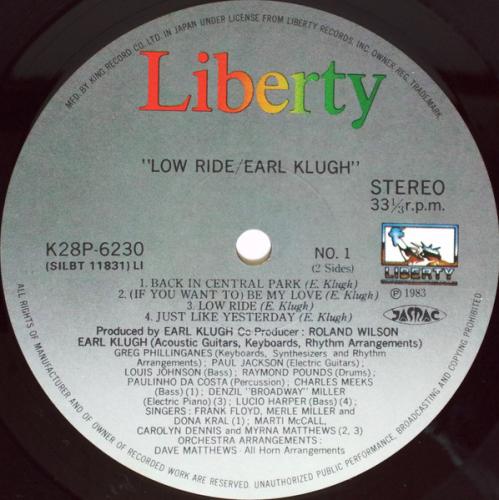 MFD. BY KING RECORD CO. LTD. IN JAPAN UNDER LICENSE FROM LIBERTY RECORDS, INC. OWNER REG. TRADEMARK.
Liberty
"LOW RIDE/EARL KLUGH"
STEREO
33⅓r.p.m.
K28P-6230
(SILBT 11831) LI
NO. 1
(2 Sides)
LIBERTY
℗ 1983
JASRAC
1. BACK IN CENTRAL PARK (E. Klugh)
2. (IF YOU WANT TO) BE MY LOVE (E. Klugh)
3. LOW RIDE (E. Klugh)
4. JUST LIKE YESTERDAY (E. Klugh)
Produced by EARL KLUGH Co-Producer : ROLAND WILSON
EARL KLUGH (Acoustic Guitars, Keyboards, Rhythm Arrangements)
GREG PHILLINGANES (Keyboards, Synthesizers and Rhythm
Arrangements) ; PAUL JACKSON (Electric Guitars) ;
LOUIS JOHNSON (Bass) ; RAYMOND POUNDS (Drums) ;
PAULINHO DA COSTA (Percussion) ; CHARLES MEEKS
(Bass) (1) ; DENZIL "BROADWAY" MILLER
(Electric Piano) (3) ; LUCIO HARPER (Bass) (4)
SINGERS : FRANK FLOYD, MERLE MILLER and
DONA KRAL (1) ; MARTI McCALL,
CAROLYN DENNIS and MYRNA MATTHEWS (2, 3)
ORCHESTRA ARRANGEMENTS :
DAVE MATTHEWS · All Horn Arrangements
ALL RIGHTS OF MANUFACTURER AND OF OWNER OF RECORDED WORK ARE RESERVED. UNAUTHORIZED PUBLIC PERFORMANCE, BROADCASTING AND COPYING PROHIBITED